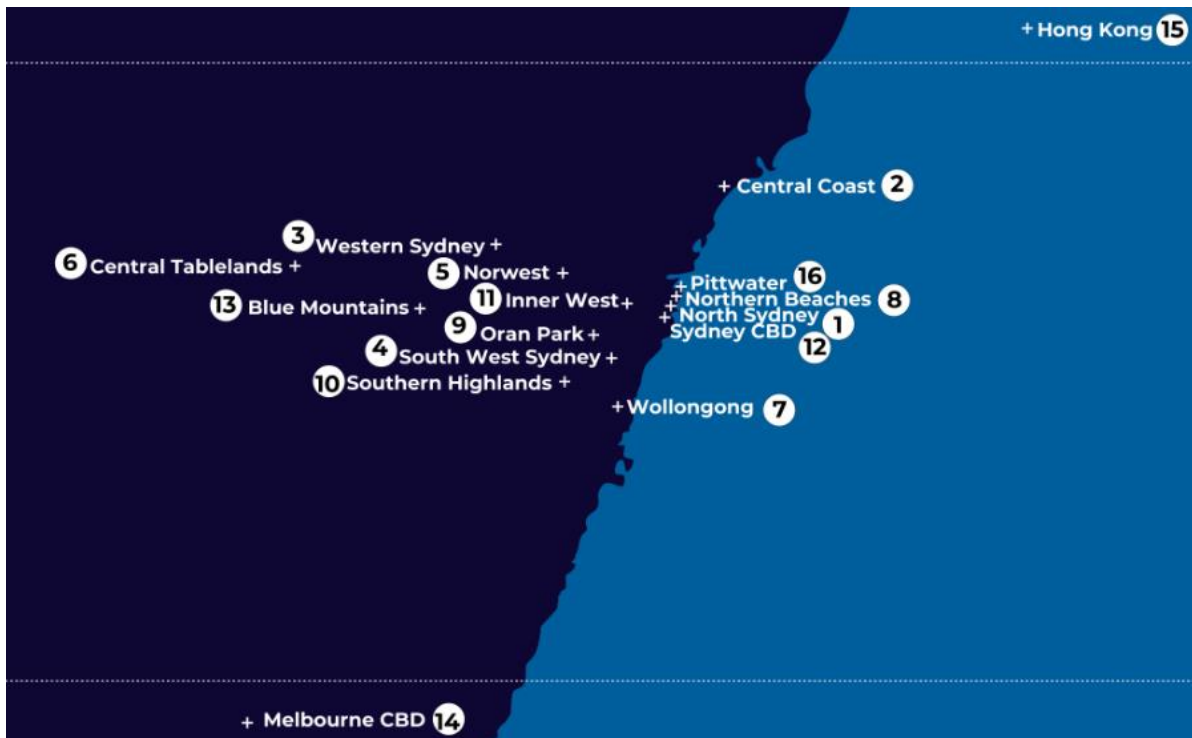 Hong Kong 15
Central Coast 2
3 Western Sydney
6 Central Tablelands
5 Norwest
Pittwater 16
13 Blue Mountains
11 Inner West
Northern Beaches 8
North Sydney 1
9 Oran Park
Sydney CBD 12
4 South West Sydney
10 Southern Highlands
Wollongong 7
Melbourne CBD 14